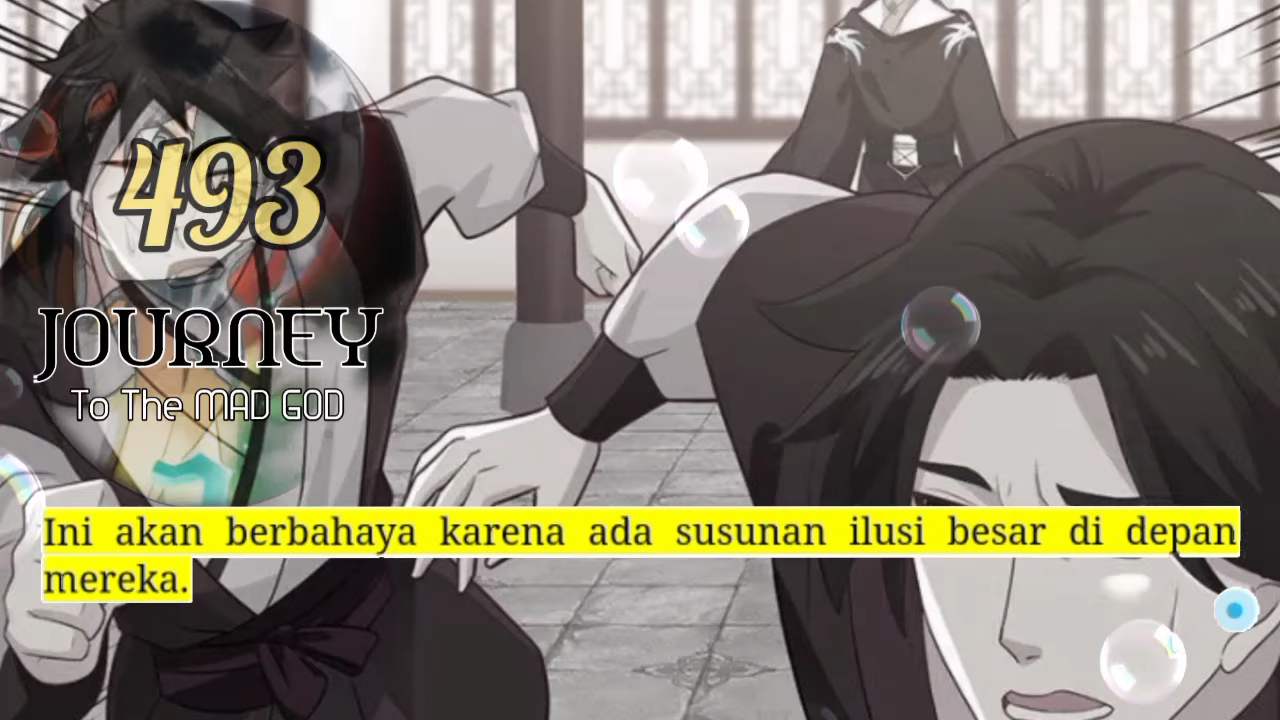 493
JOURNEY
To The MAD GOD
Ini akan berbahaya karena ada susunan ilusi besar di depan
mereka.